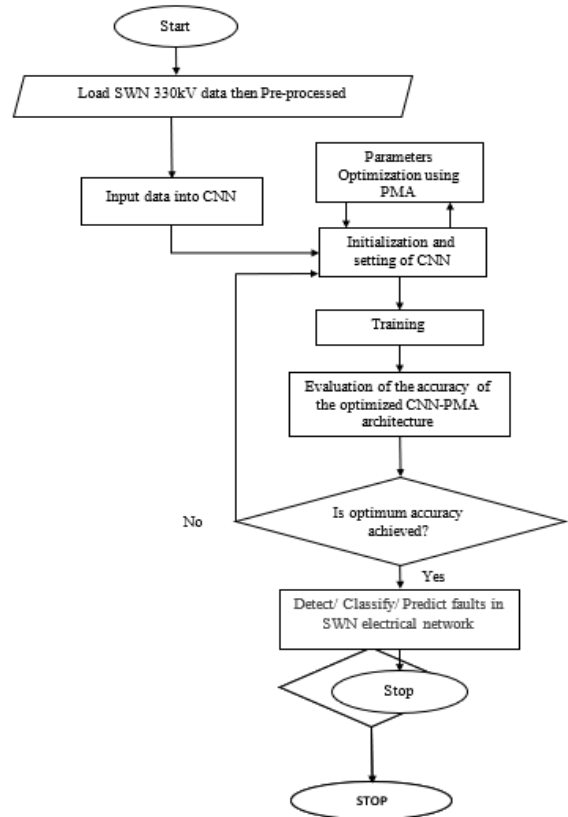 Start
Load SWN 330kV data then Pre-processed
Parameters
Optimization using
PMA
Input data into CNN
Initialization and
setting of CNN
Training
Evaluation of the accuracy of
the optimized CNN-PMA
architecture
Is optimum accuracy
achieved?
No
Yes
Detect/ Classify/ Predict faults in
SWN electrical network
Stop
STOP